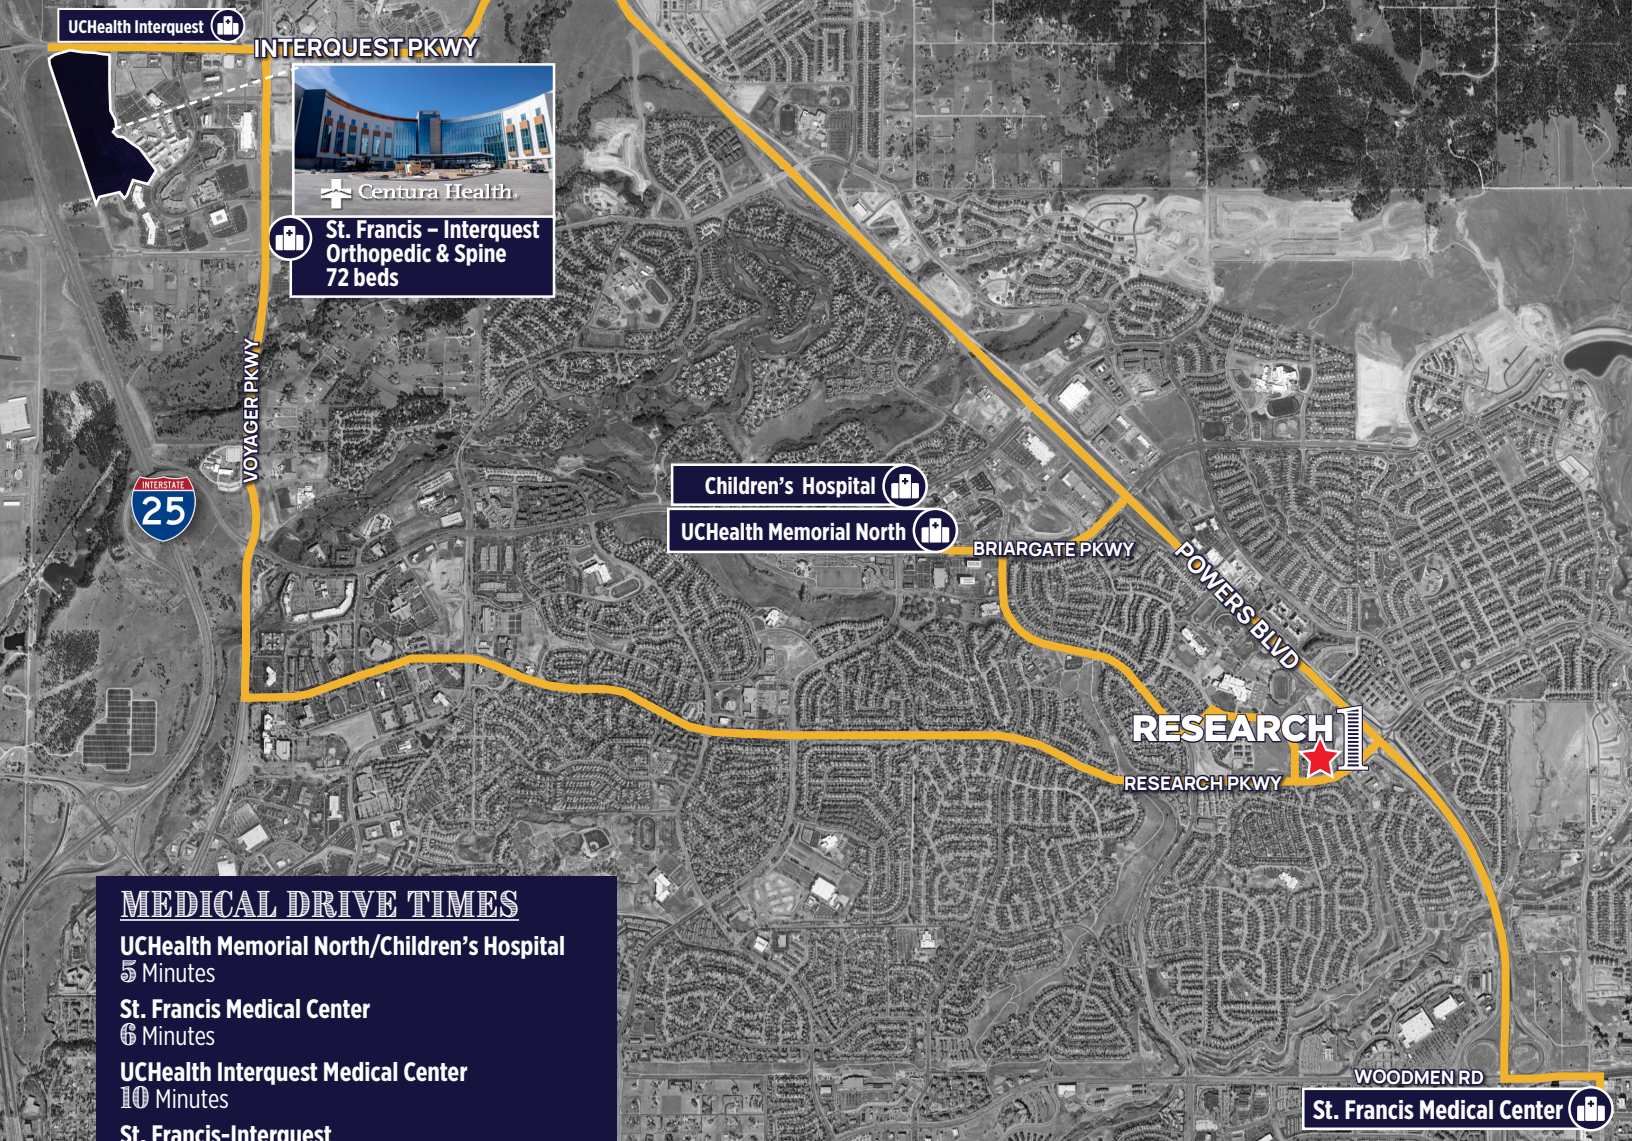 UCHealth Interquest
INTERQUEST PKWY
Centura Health
St. Francis – Interquest
Orthopedic & Spine
72 beds
VOYAGER PKWY
INTERSTATE
25
Children's Hospital
UCHealth Memorial North
BRIARGATE PKWY
POWERS BLVD
RESEARCH 1
RESEARCH PKWY
MEDICAL DRIVE TIMES
UCHealth Memorial North/Children's Hospital
5 Minutes
St. Francis Medical Center
6 Minutes
UCHealth Interquest Medical Center
10 Minutes
St. Francis-Interquest
WOODMEN RD
St. Francis Medical Center